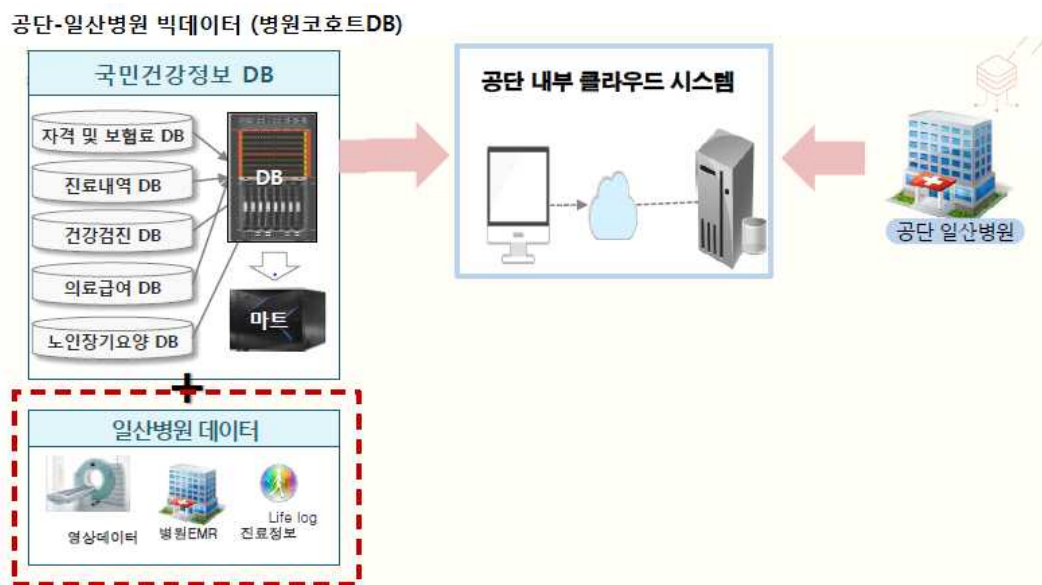 공단-일산병원 빅데이터 (병원코호트DB)
국민건강정보 DB
자격 및 보험료 DB
진료내역 DB
건강검진 DB
의료급여 DB
노인장기요양 DB
DB
마트
+
일산병원 데이터
영상데이터
병원EMR
Life log
진료정보
공단 내부 클라우드 시스템
공단 일산병원